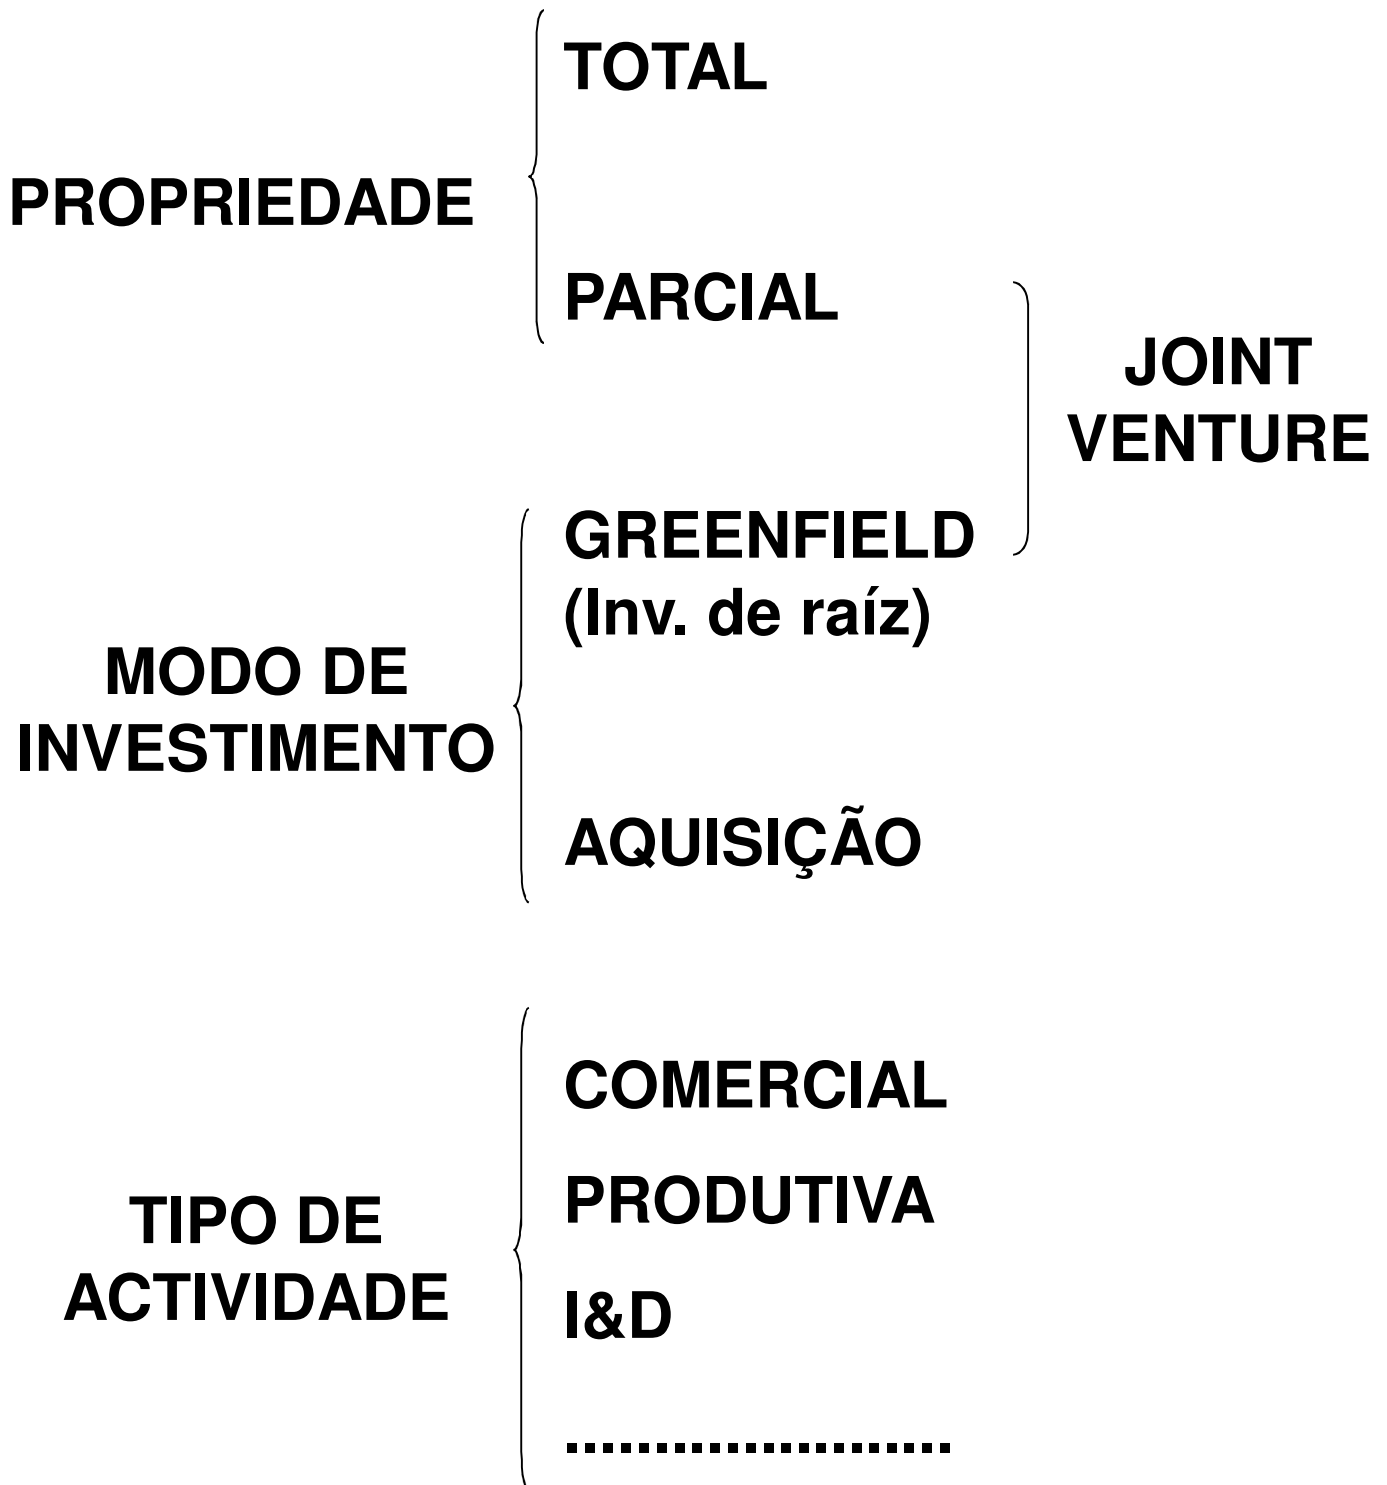 TOTAL
PROPRIEDADE
PARCIAL
JOINT
VENTURE
GREENFIELD
(Inv. de raíz)
MODO DE
INVESTIMENTO
AQUISIÇÃO
COMERCIAL
PRODUTIVA
TIPO DE
ACTIVIDADE
I&D
......................